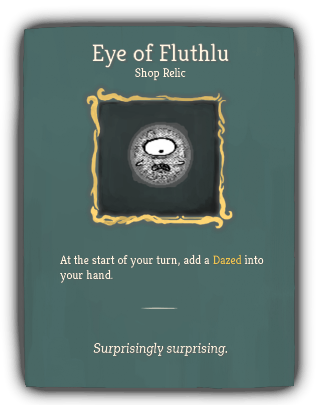 Eye of Fluthlu
Shop Relic
At the start of your turn, add a Dazed into
your hand.
Surprisingly surprising.